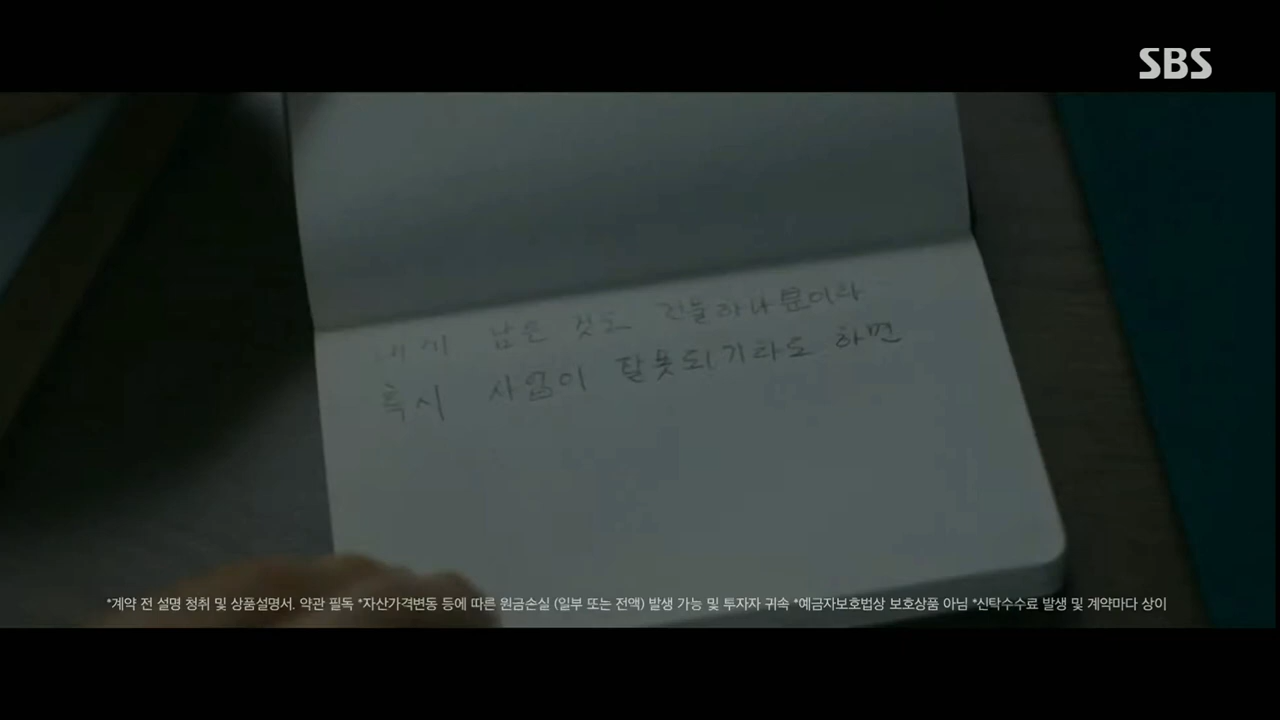 SBS
내게 남은 것도 건물하나뿐이라
혹시 사업이 잘못되기라도 하면
*계약 전 설명 청취 및 상품설명서. 약관 필독 *자산가격변동 등에 따른 원금손실 (일부 또는 전액) 발생 가능 및 투자자 귀속 *예금자보호법상 보호상품 아님 *신탁수수료 발생 및 계약마다 상이